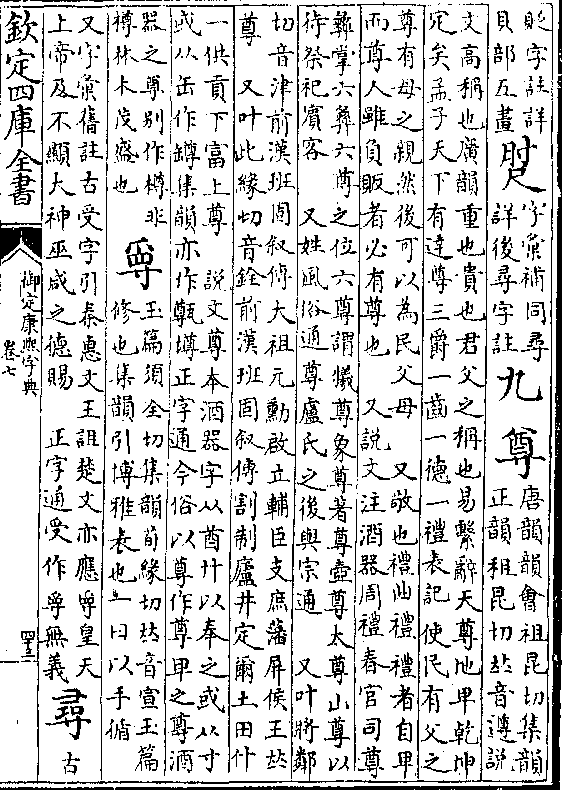 貶字註詳
貝部五畫
字彙補同尋
詳後尋字註
九
尊
唐韻韻會祖昆切集韻
正韻租昆切𠀤音遵說
文高稱也廣韻重也貴也君父之稱也易繫辭天尊地卑乾坤
定矣孟子天下有達尊三爵一齒一德一禮表記使民有父之
尊有母之親然後可以為民父母 又敬也禮曲禮禮者自卑
而尊人雖負販者必有尊也 又說文注酒器周禮春官司尊
彝掌六彝六尊之位六尊謂犧尊象尊著尊壺尊太尊山尊以
待祭祀賓客 又姓風俗通尊盧氏之後與宗通 又叶將鄰
切音津前漢班固叙傳大祖元勳啟立輔臣支庶藩屏侯王𠀤
尊 又叶此緣切音銓前漢班固叙傳割制廬井定爾土田什
一供貢下富上尊 說文尊本酒器字从酋廾以奉之或从寸
或从缶作罇集韻亦作甎墫正字通今俗以尊作尊卑之尊酒
器之尊别作樽非
樽林木茂盛也
玉篇須全切集韻荀緣切𠀤音宣玉篇
修也集韻引博雅表也一曰以手循
又字彙舊註古受字引秦惠文王詛楚文亦應皇天
上帝及不顯大神巫咸之德賜 正字通受作無義
尋
古
欽定四庫全書
御定康熙字典
卷七